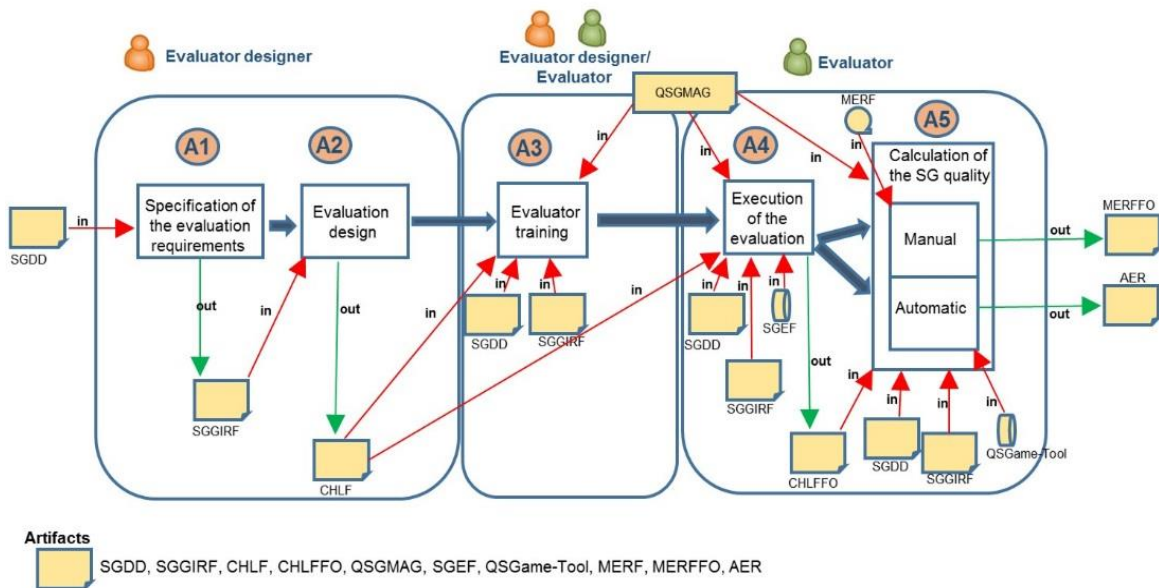 Evaluator designer
Evaluator designer/
Evaluator
Evaluator
QSGMAG
MERF
A1
A2
A3
A4
A5
in
in
in
in
in
Specification of
the evaluation
requirements
Evaluation
design
Evaluator
training
Execution of
the evaluation
Calculation of
the SG quality
Manual
Automatic
in
SGDD
out
MERFFO
out
AER
out
in
out
in
in
in
SGDD
SGGIRF
in
in
in
in
SGDD
SGEF
SGGIRF
out
SGGIRF
in
CHLF
in
in
in
in
CHLFFO
SGDD
SGGIRF
QSGame-Tool
Artifacts
SGDD, SGGIRF, CHLF, CHLFFO, QSGMAG, SGEF, QSGame-Tool, MERF, MERFFO, AER